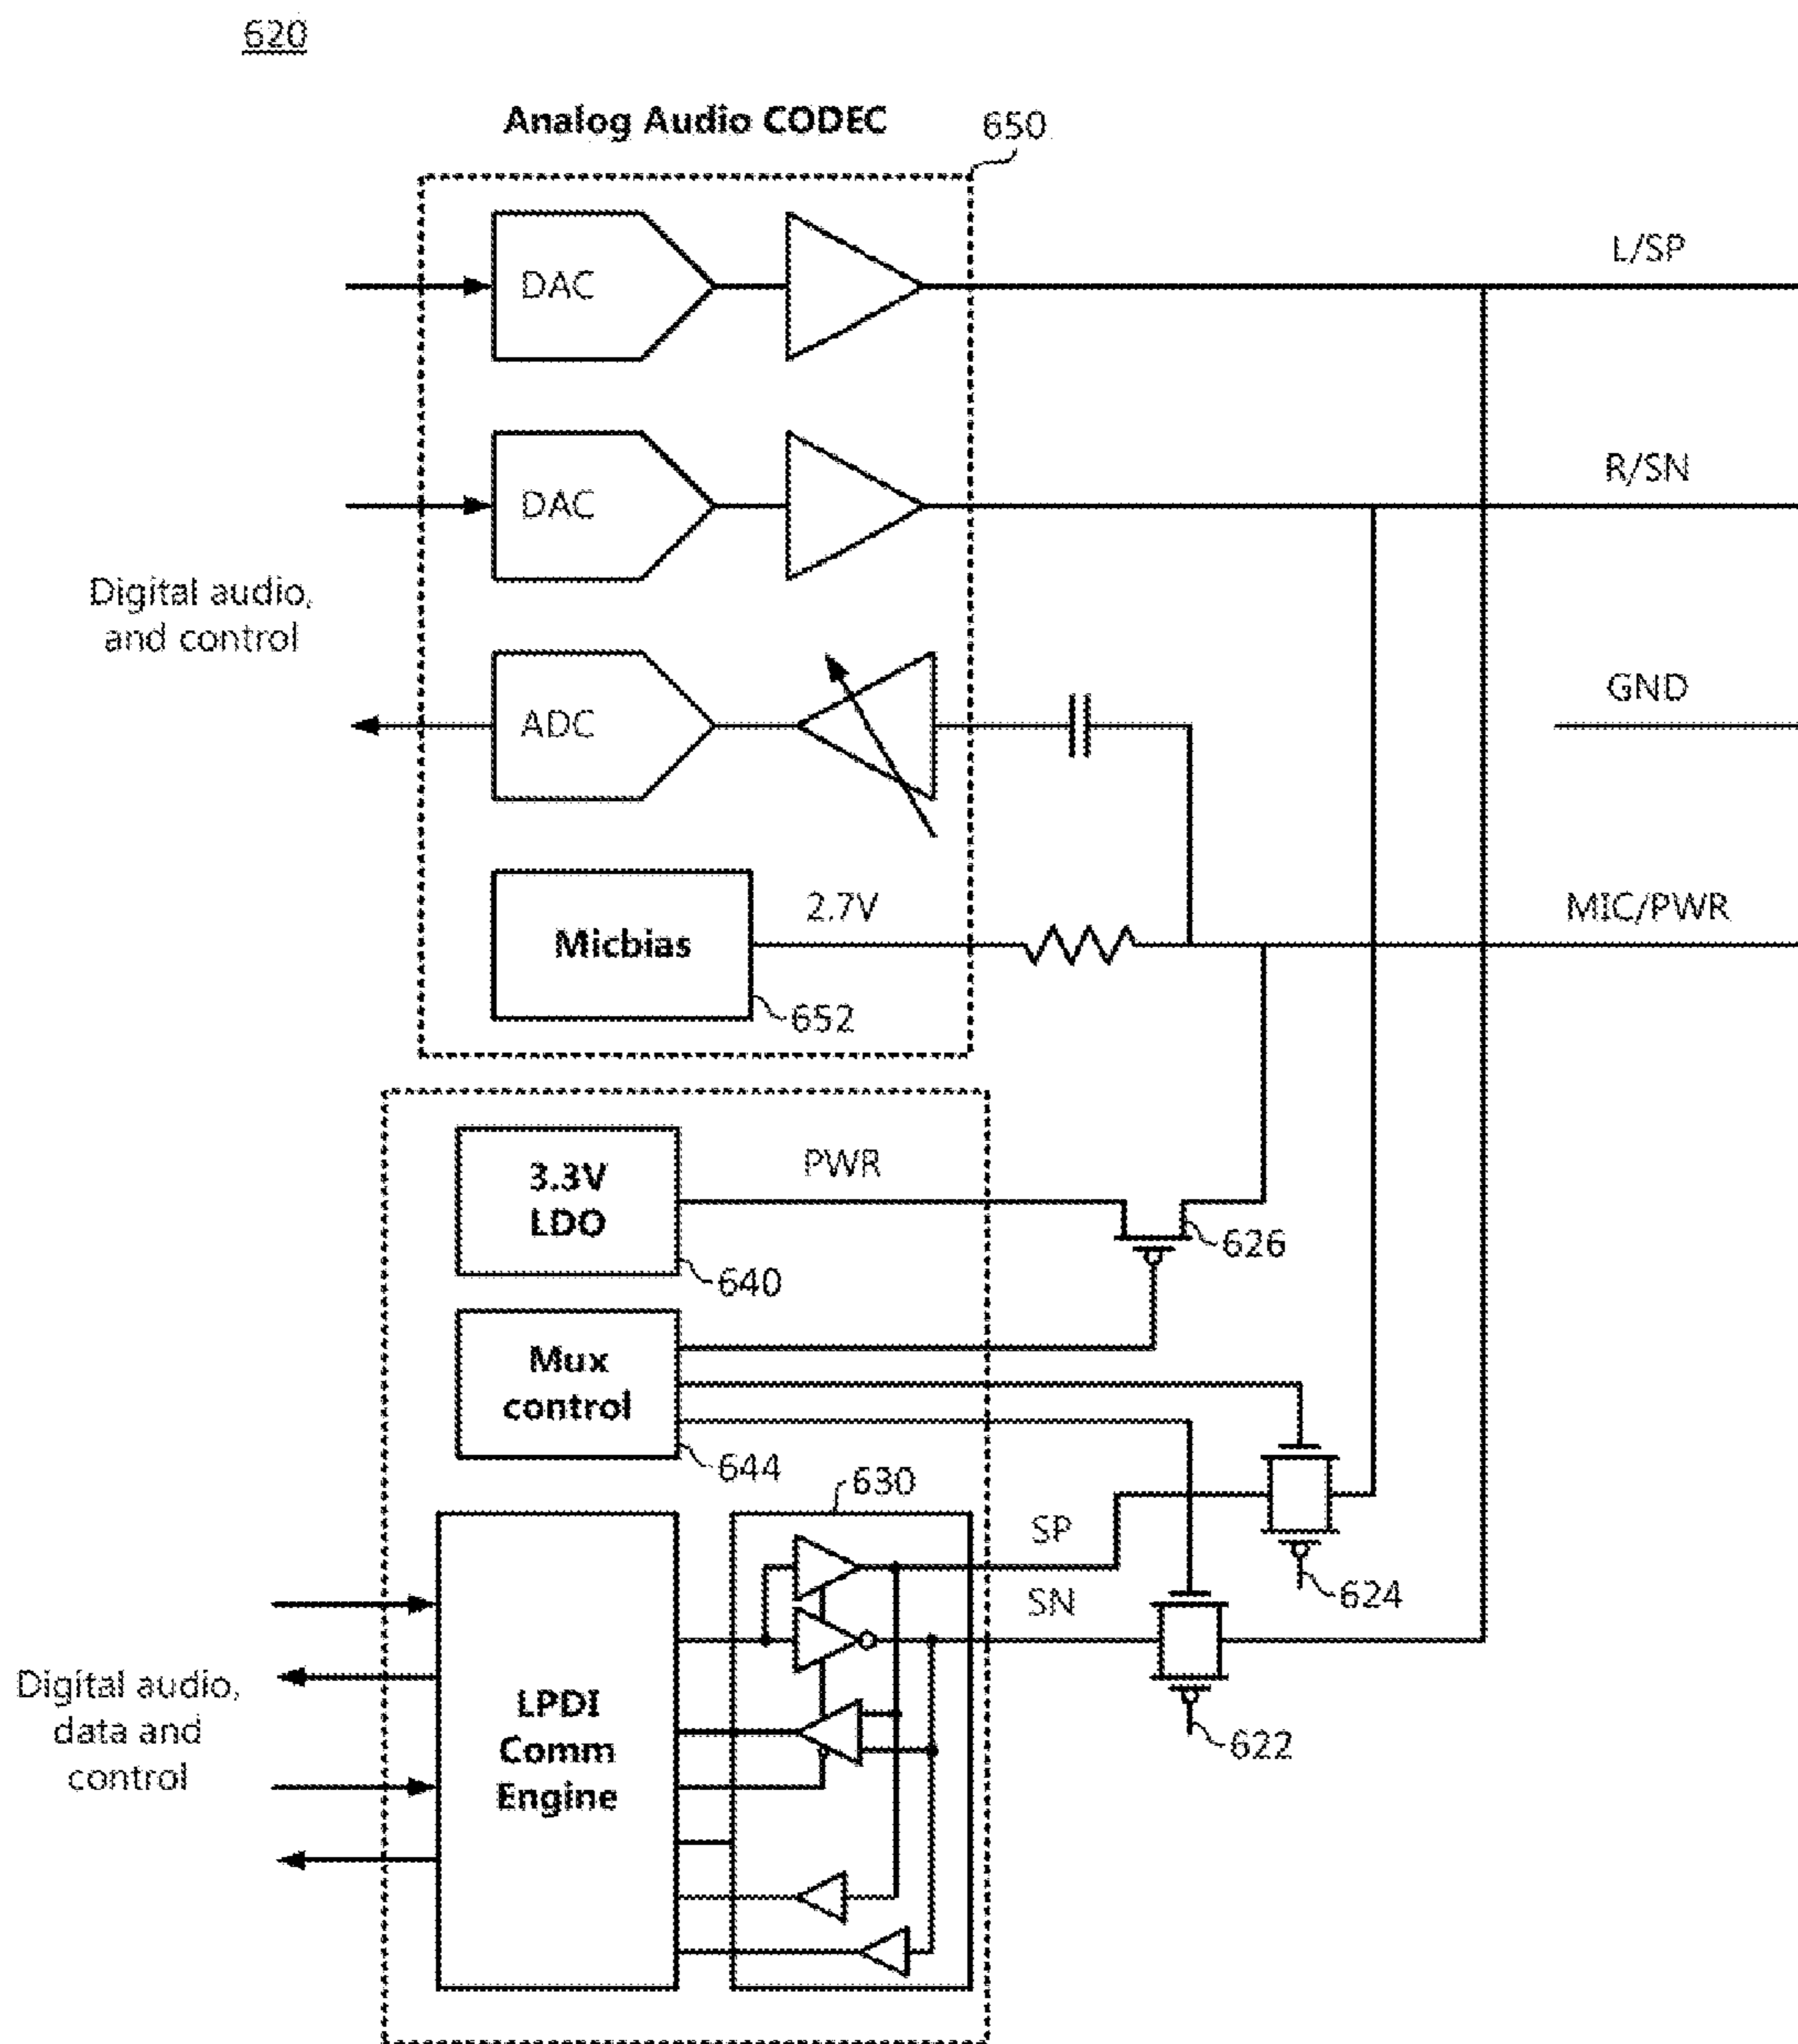 620
Analog Audio CODEC
650
L/SP
DAC
R/SN
DAC
Digital audio,
and control
GND
ADC
2.7V
MIC/PWR
Micbias
652
3.3V
LDO
PWR
626
640
Mux
control
644
630
SP
624
SN
Digital audio,
data and
control
LPDI
Comm
Engine
622